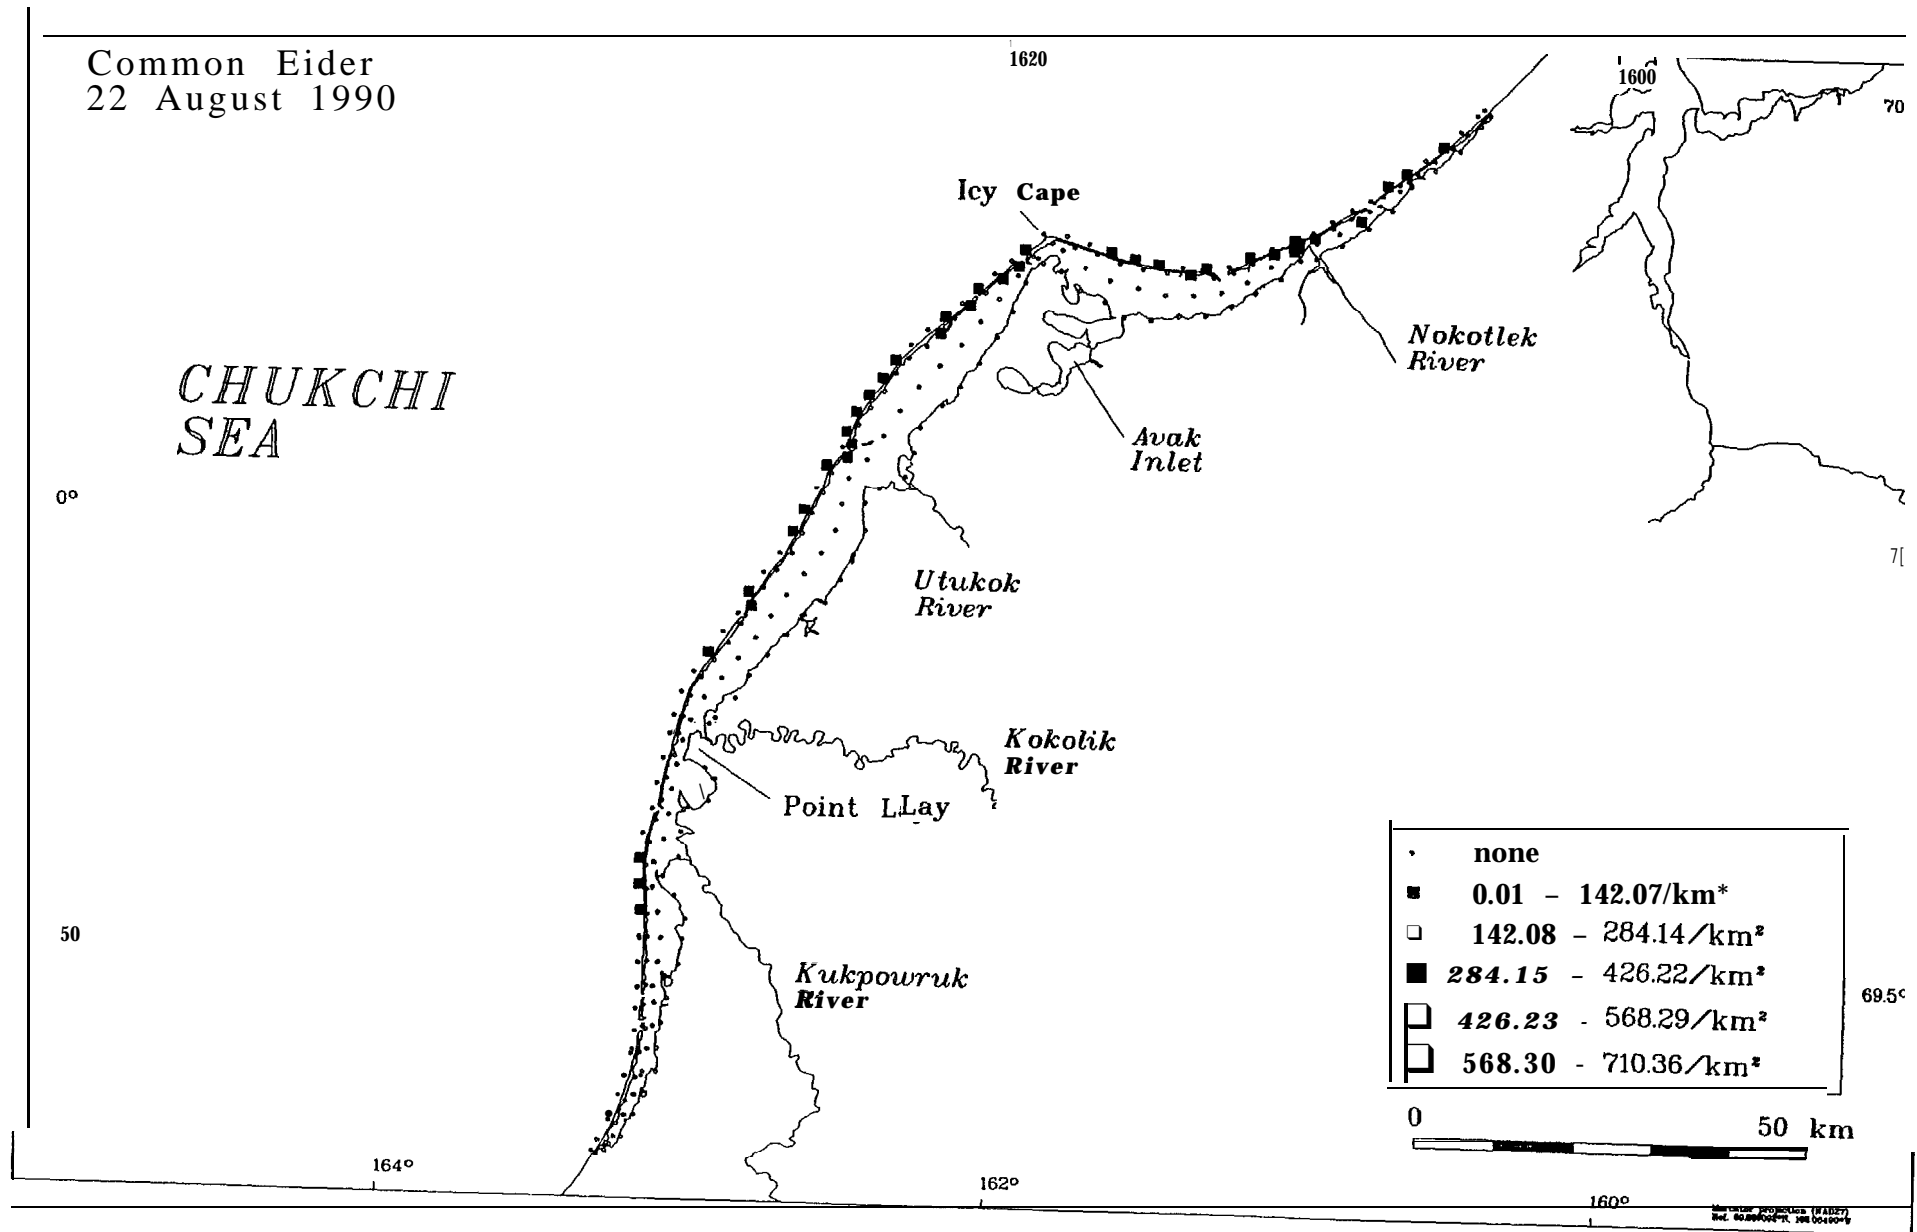 Common Eider
22 August 1990
1620
1600
70
Icy Cape
Nokotlek
River
CHUKCHI
SEA
Avak
Inlet
0°
7[
Utukok
River
Kokolik
River
Point LLay
none
0.01 – 142.07/km*
142.08 – 284.14/km²
284.15 – 426.22/km²
426.23 - 568.29/km²
568.30 - 710.36/km²
50
Kukpowruk
River
69.5°
0 50 km
164°
162°
160°